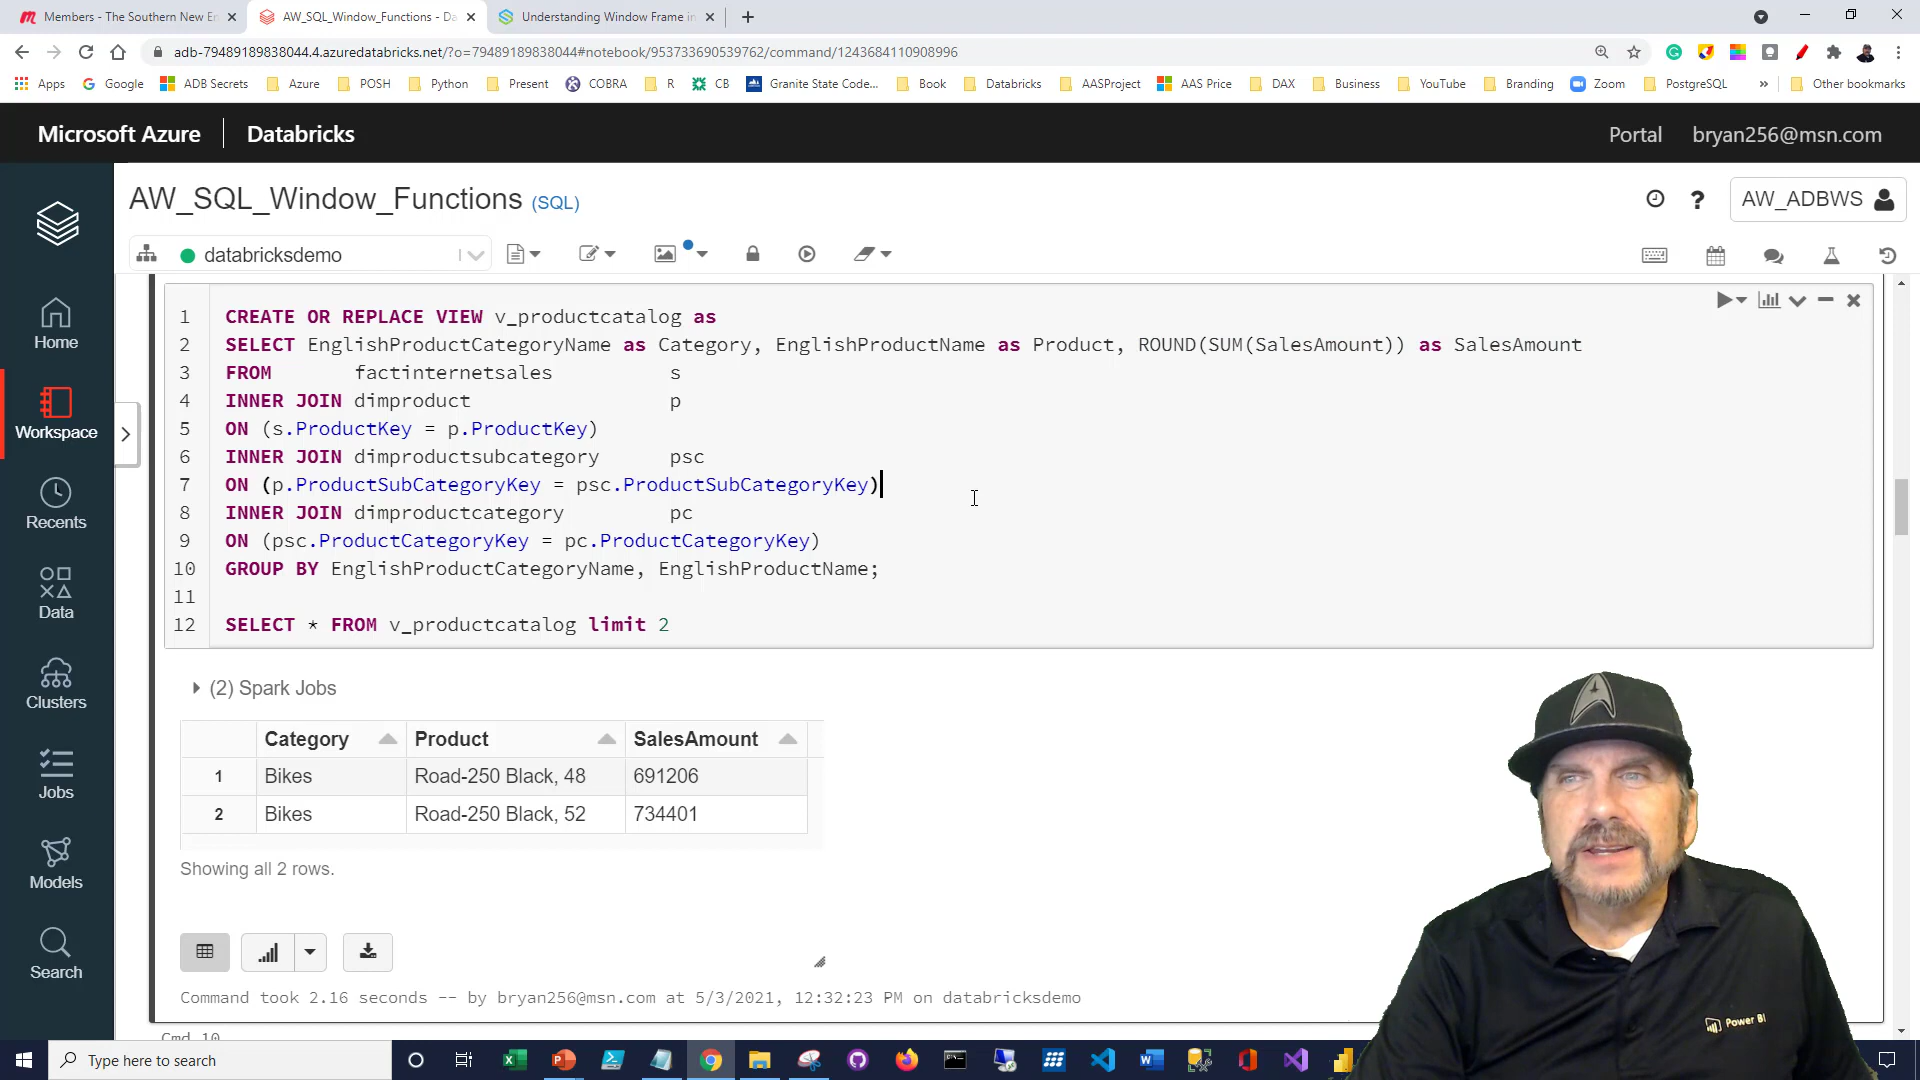 Members - The Southern New En
AW_SQL_Window_Functions - Da
Understanding Window Frame in
adb-79489189838044.4.azuredatabricks.net/?o=79489189838044#notebook/953733690539762/command/1243684110908996
Apps
Google
ADB Secrets
Azure
POSH
Python
Present
COBRA
R
CB
Granite State Code...
Book
Databricks
AASProject
AAS Price
DAX
Business
YouTube
Branding
Zoom
PostgreSQL
»
Other bookmarks
Microsoft Azure
Databricks
Portal
bryan256@msn.com
AW_SQL_Window_Functions (SQL)
AW_ADBWS
databricksdemo
Home
Workspace
Recents
Data
Clusters
Jobs
Models
Search
1 CREATE OR REPLACE VIEW v_productcatalog as
2 SELECT EnglishProductCategoryName as Category, EnglishProductName as Product, ROUND(SUM(SalesAmount)) as SalesAmount
3 FROM factinternetsales s
4 INNER JOIN dimproduct p
5 ON (s.ProductKey = p.ProductKey)
6 INNER JOIN dimproductsubcategory psc
7 ON (p.ProductSubCategoryKey = psc.ProductSubCategoryKey)
8 INNER JOIN dimproductcategory pc
9 ON (psc.ProductCategoryKey = pc.ProductCategoryKey)
10 GROUP BY EnglishProductCategoryName, EnglishProductName;
11
12 SELECT * FROM v_productcatalog limit 2
(2) Spark Jobs
Category Product SalesAmount
1 Bikes Road-250 Black, 48 691206
2 Bikes Road-250 Black, 52 734401
Showing all 2 rows.
Command took 2.16 seconds -- by bryan256@msn.com at 5/3/2021, 12:32:23 PM on databricksdemo
Cmd 10
Power BI
Type here to search